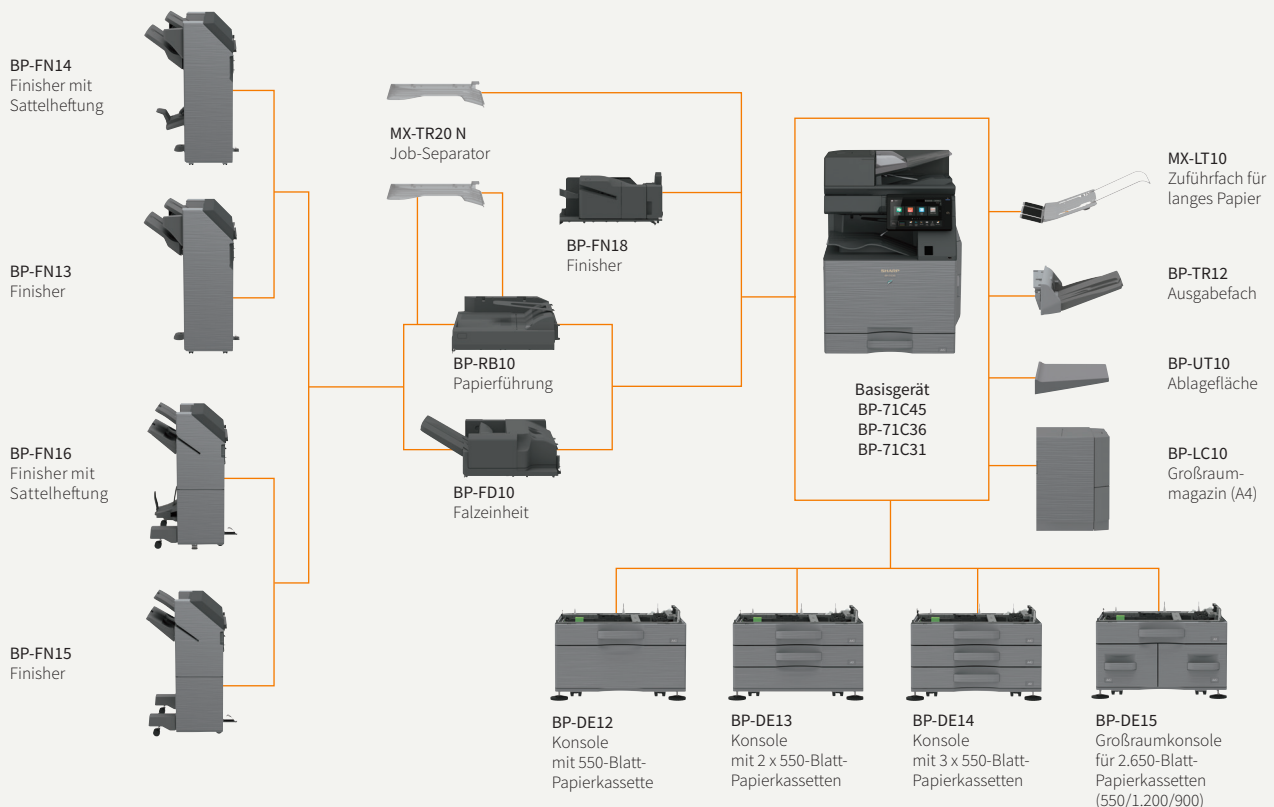 BP-FN14
Finisher mit
Sattelheftung
BP-FN13
Finisher
BP-FN16
Finisher mit
Sattelheftung
BP-FN15
Finisher
MX-TR20 N
Job-Separator
BP-FN18
Finisher
BP-RB10
Papierführung
BP-FD10
Falzeinheit
SHARP
Basisgerät
BP-71C45
BP-71C36
BP-71C31
MX-LT10
Zuführfach für
langes Papier
BP-TR12
Ausgabefach
BP-UT10
Ablagefläche
BP-LC10
Großraum-
magazin (A4)
BP-DE12
Konsole
mit 550-Blatt-
Papierkassette
BP-DE13
Konsole
mit 2 x 550-Blatt-
Papierkassetten
BP-DE14
Konsole
mit 3 x 550-Blatt-
Papierkassetten
BP-DE15
Großraumkonsole
für 2.650-Blatt-
Papierkassetten
(550/1.200/900)